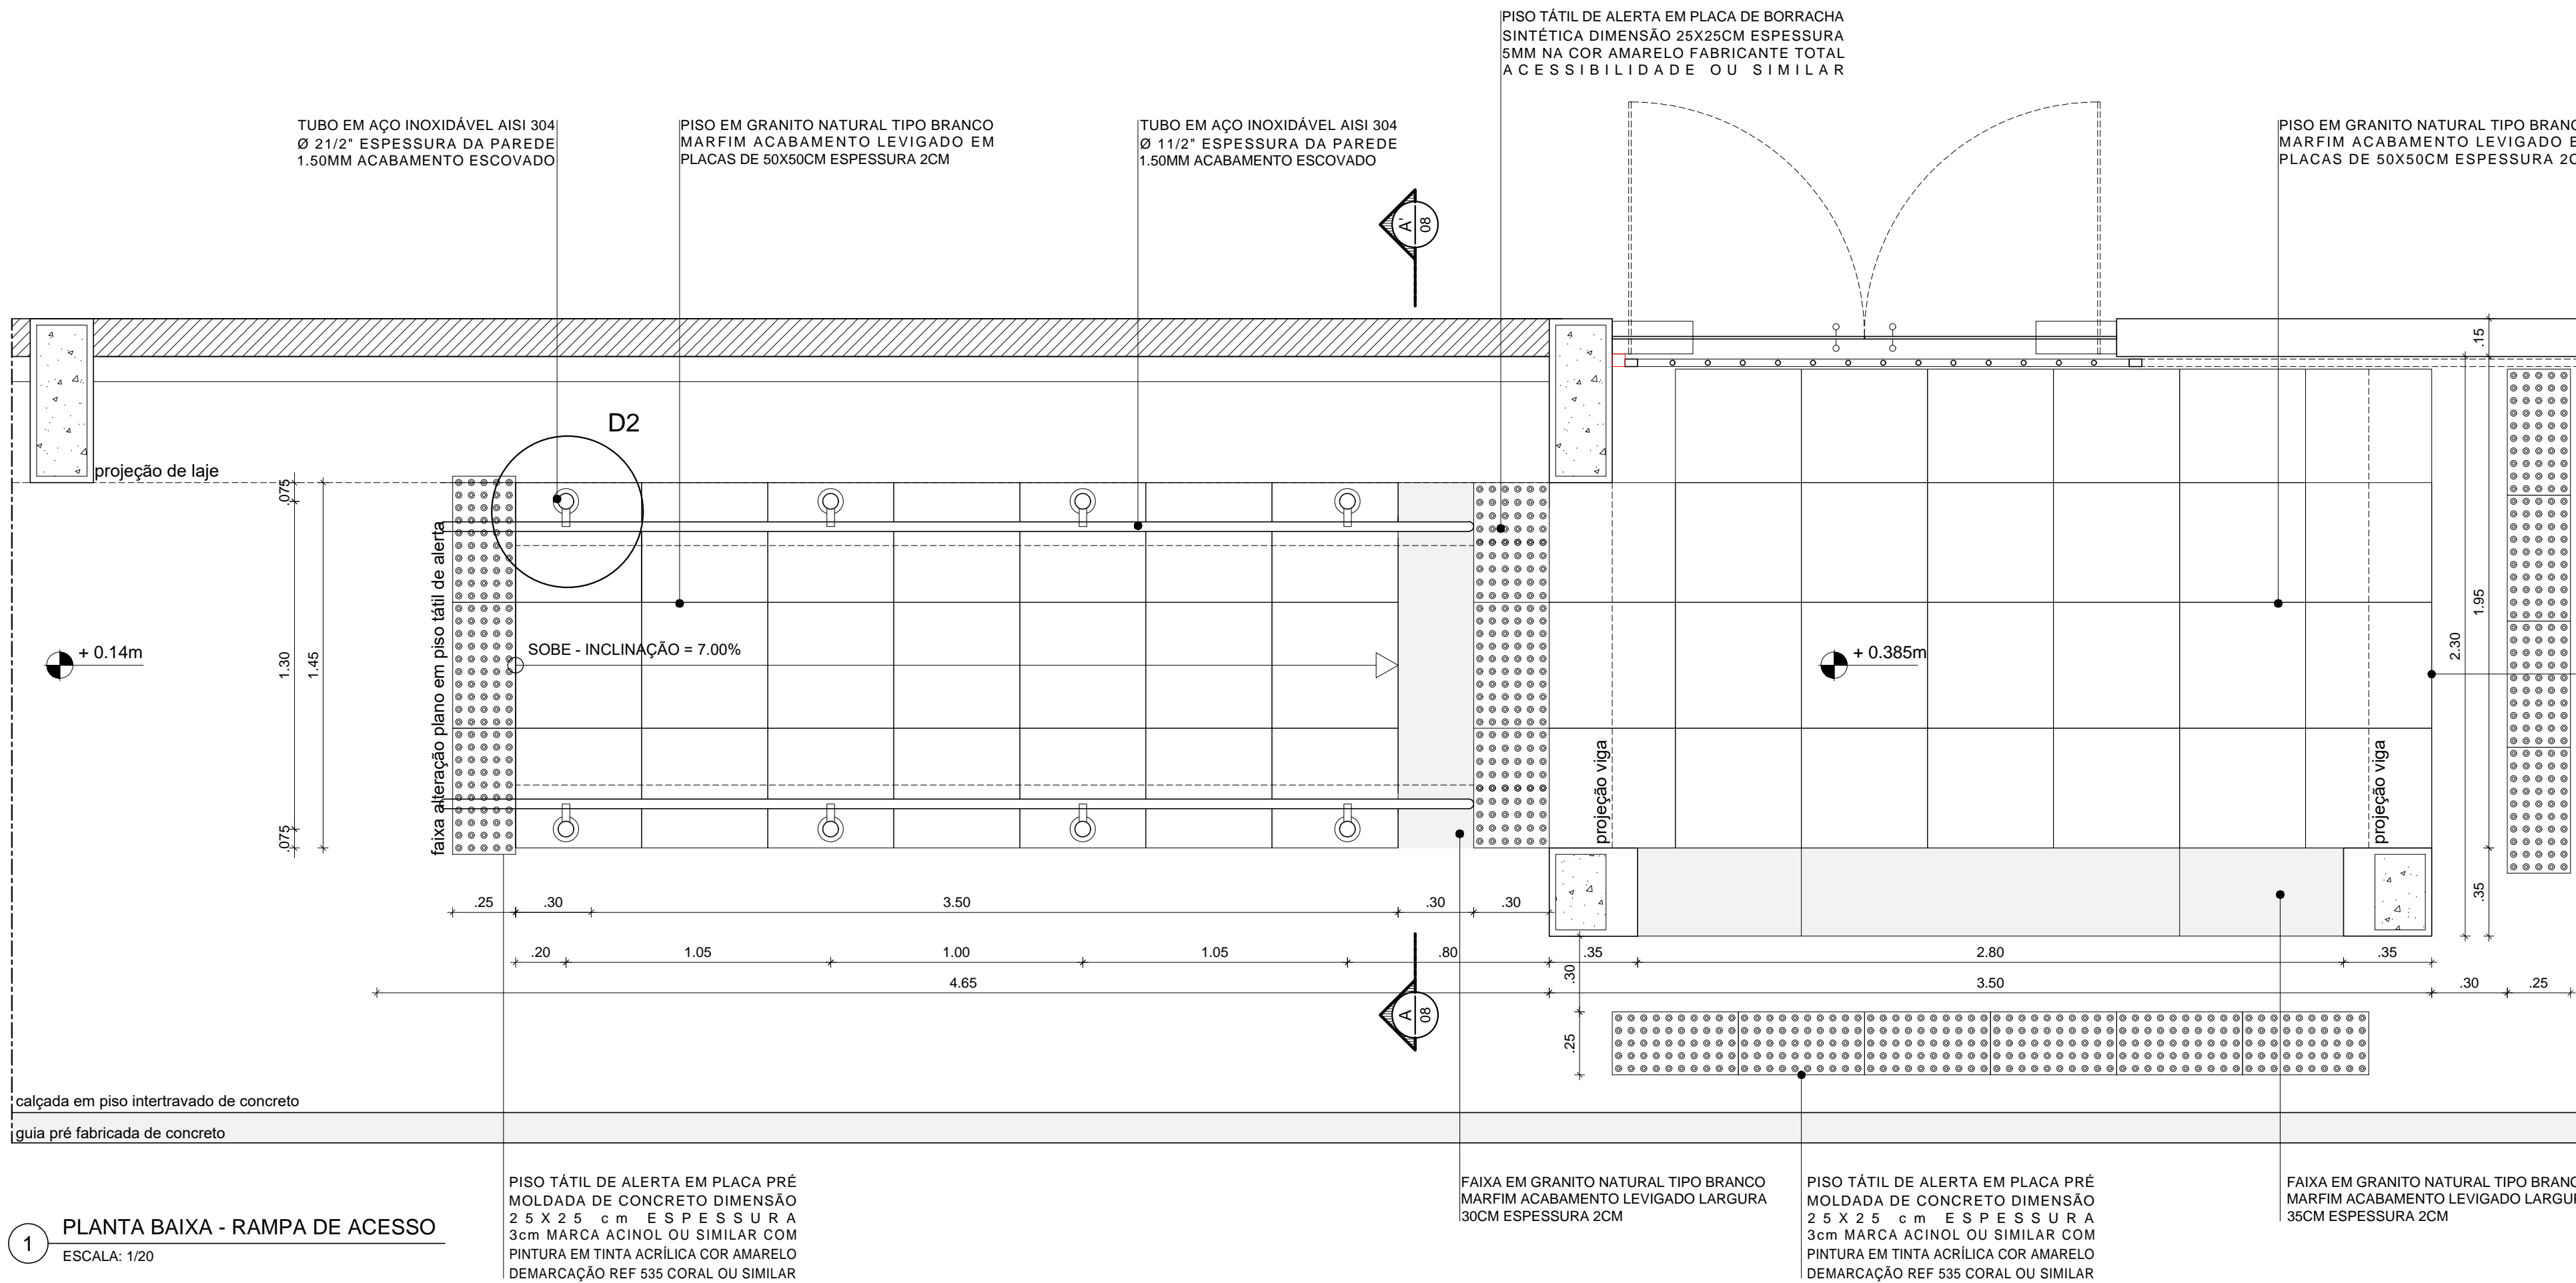 PISO TÁTIL DE ALERTA EM PLACA DE BORRACHA
SINTÉTICA DIMENSÃO 25X25CM ESPESSURA
5MM NA COR AMARELO FABRICANTE TOTAL
ACESSIBILIDADE OU SIMILAR
TUBO EM AÇO INOXIDÁVEL AISI 304
Ø 21/2" ESPESSURA DA PAREDE
1.50MM ACABAMENTO ESCOVADO
PISO EM GRANITO NATURAL TIPO BRANCO
MARFIM ACABAMENTO LEVIGADO EM
PLACAS DE 50X50CM ESPESSURA 2CM
TUBO EM AÇO INOXIDÁVEL AISI 304
Ø 11/2" ESPESSURA DA PAREDE
1.50MM ACABAMENTO ESCOVADO
PISO EM GRANITO NATURAL TIPO BRANC
MARFIM ACABAMENTO LEVIGADO E
PLACAS DE 50X50CM ESPESSURA 2C
A'
08
.15
D2
projeção de laje
.075
1.30
.075
1.45
faixa alteração plano em piso tátil de alerta
+ 0.14m
SOBE - INCLINAÇÃO = 7.00%
+ 0.385m
1.95
2.30
projeção viga
projeção viga
.35
.25
.30
3.50
.30
.30
.20
1.05
1.00
1.05
.80
.35
2.80
.35
4.65
3.50
.30
.25
.30
.25
A
08
calçada em piso intertravado de concreto
guia pré fabricada de concreto
PISO TÁTIL DE ALERTA EM PLACA PRÉ
MOLDADA DE CONCRETO DIMENSÃO
25X25 cm ESPESSURA
3cm MARCA ACINOL OU SIMILAR COM
PINTURA EM TINTA ACRÍLICA COR AMARELO
DEMARCAÇÃO REF 535 CORAL OU SIMILAR
FAIXA EM GRANITO NATURAL TIPO BRANCO
MARFIM ACABAMENTO LEVIGADO LARGURA
30CM ESPESSURA 2CM
PISO TÁTIL DE ALERTA EM PLACA PRÉ
MOLDADA DE CONCRETO DIMENSÃO
25X25 cm ESPESSURA
3cm MARCA ACINOL OU SIMILAR COM
PINTURA EM TINTA ACRÍLICA COR AMARELO
DEMARCAÇÃO REF 535 CORAL OU SIMILAR
FAIXA EM GRANITO NATURAL TIPO BRANC
MARFIM ACABAMENTO LEVIGADO LARGU
35CM ESPESSURA 2CM
1
PLANTA BAIXA - RAMPA DE ACESSO
ESCALA: 1/20